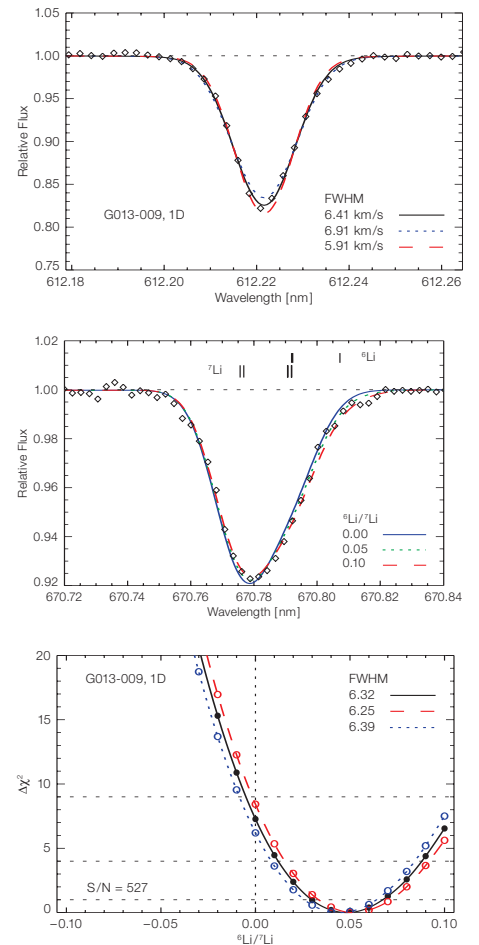 1.05
1.00
0.95
0.90
0.85
0.80
0.75
Relative Flux
G013-009, 1D
FWHM
6.41 km/s
6.91 km/s
5.91 km/s
612.18 612.20 612.22 612.24 612.26
Wavelength [nm]
1.02
1.00
0.98
0.96
0.94
0.92
Relative Flux
⁶Li
⁷Li
⁶Li/⁷Li
0.00
0.05
0.10
670.72 670.74 670.76 670.78 670.80 670.82 670.84
Wavelength [nm]
20
15
10
5
0
Δχ²
G013-009, 1D
FWHM
6.32
6.25
6.39
S/N = 527
−0.10 −0.05 0.00 0.05 0.10
⁶Li/⁷Li